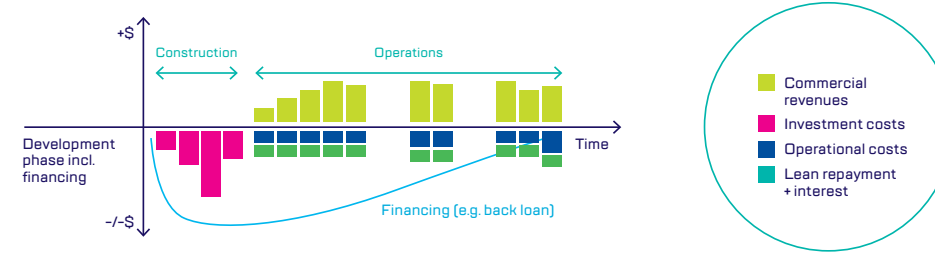 +$
Construction
Operations
Development
phase incl.
financing
Time
-/-$
Financing (e.g. back loan)
Commercial
revenues
Investment costs
Operational costs
Lean repayment
+ interest